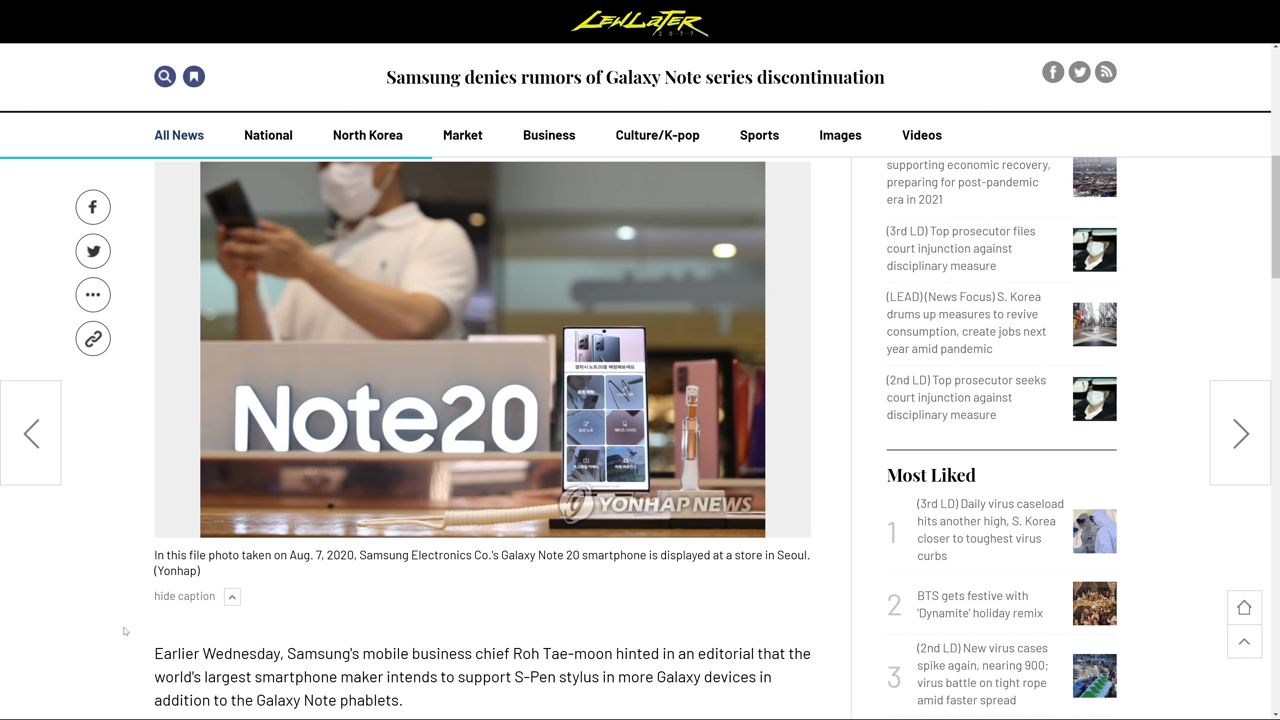 LEWLATER
2077
Samsung denies rumors of Galaxy Note series discontinuation
All News
National
North Korea
Market
Business
Culture/K-pop
Sports
Images
Videos
supporting economic recovery,
preparing for post-pandemic
era in 2021
(3rd LD) Top prosecutor files
court injunction against
disciplinary measure
(LEAD) (News Focus) S. Korea
drums up measures to revive
consumption, create jobs next
year amid pandemic
(2nd LD) Top prosecutor seeks
court injunction against
disciplinary measure
Note20
YONHAP NEWS
In this file photo taken on Aug. 7, 2020, Samsung Electronics Co.'s Galaxy Note 20 smartphone is displayed at a store in Seoul.
(Yonhap)
hide caption
Earlier Wednesday, Samsung's mobile business chief Roh Tae-moon hinted in an editorial that the
world's largest smartphone maker intends to support S-Pen stylus in more Galaxy devices in
addition to the Galaxy Note phablets.
Most Liked
1
(3rd LD) Daily virus caseload
hits another high, S. Korea
closer to toughest virus
curbs
2
BTS gets festive with
'Dynamite' holiday remix
3
(2nd LD) New virus cases
spike again, nearing 900;
virus battle on tight rope
amid faster spread